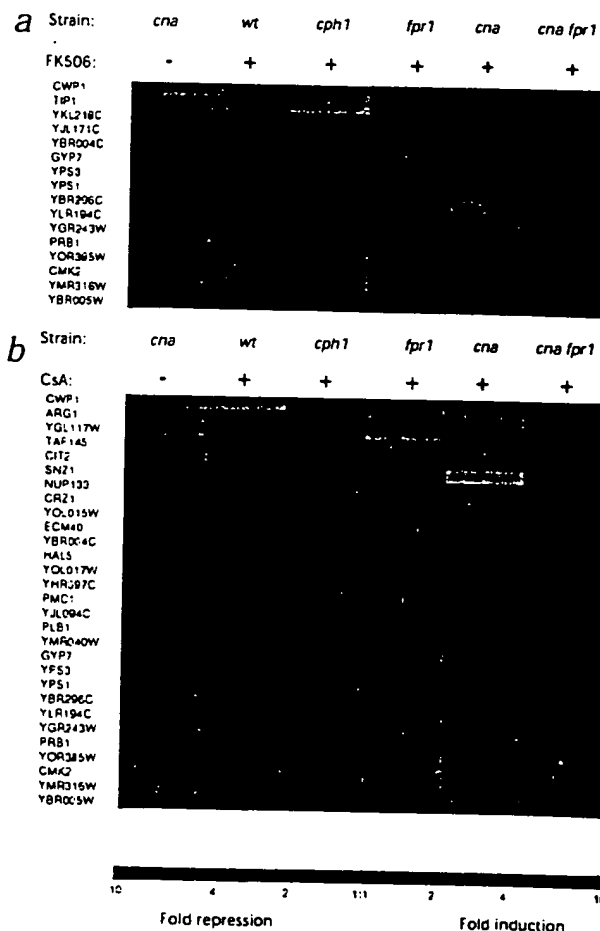 a Strain: cna wt cph1 fpr1 cna cna fpr1
FK506: - + + + + +
CWP1
TIP1
YKL218C
YJL171C
YBR004C
GYP7
YPS3
YPS1
YBR296C
YLR194C
YGR243W
PRB1
YOR385W
CMK2
YMR316W
YBR005W
b Strain: cna wt cph1 fpr1 cna cna fpr1
CsA: - + + + + +
CWP1
ARG1
YGL117W
TAF145
CIT2
SNZ1
NUP133
CRZ1
YOL015W
ECM40
YBR004C
HAL5
YOL017W
YHR097C
PMC1
YJL094C
PLB1
YMR040W
GYP7
YPS3
YPS1
YBR296C
YLR194C
YGR243W
PRB1
YOR385W
CMK2
YMR316W
YBR005W
10 4 2 1:1 2 4 10
Fold repression Fold induction